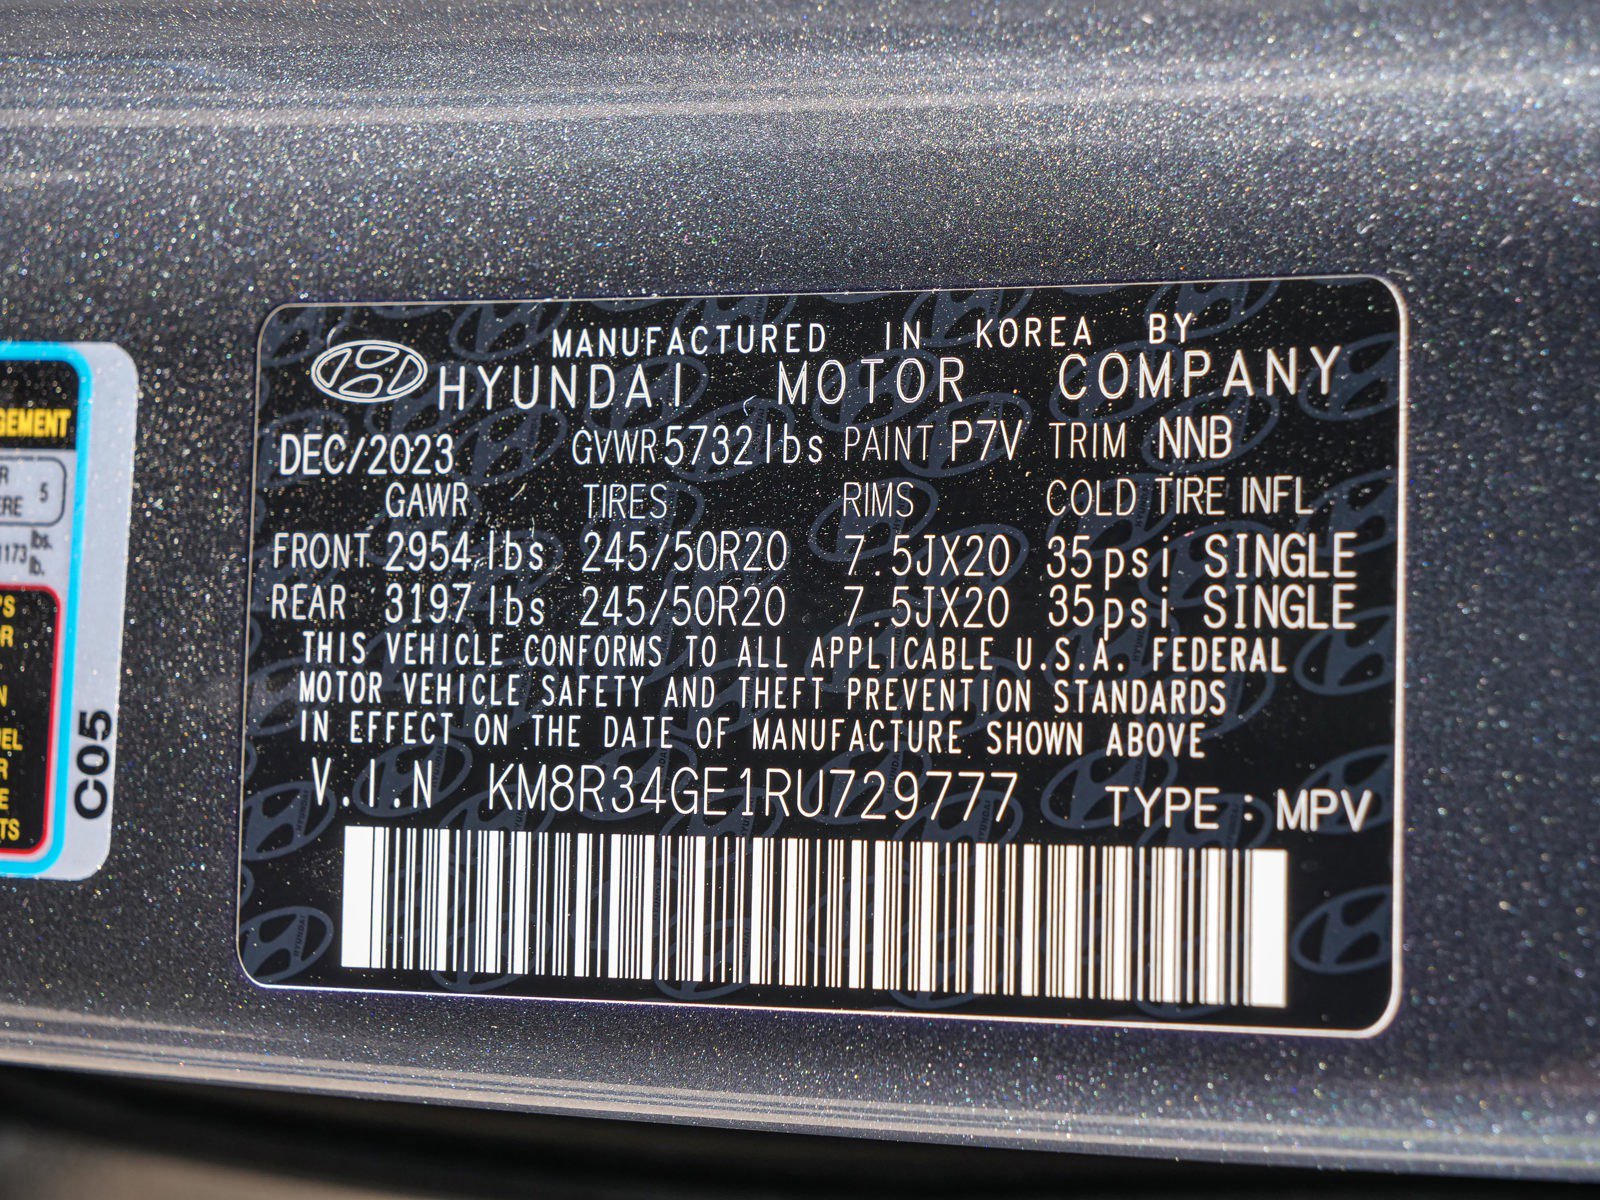 MANUFACTURED IN KOREA BY
HYUNDAI MOTOR COMPANY
DEC/2023 GVWR 5732lbs PAINT P7V TRIM NNB
GAWR TIRES RIMS COLD TIRE INFL
FRONT 2954 lbs 245/50R20 7.5JX20 35psi SINGLE
REAR 3197 lbs 245/50R20 7.5JX20 35psi SINGLE
THIS VEHICLE CONFORMS TO ALL APPLICABLE U.S.A. FEDERAL
MOTOR VEHICLE SAFETY AND THEFT PREVENTION STANDARDS
IN EFFECT ON THE DATE OF MANUFACTURE SHOWN ABOVE
V.I.N KM8R34GE1RU729777 TYPE : MPV
C05
5
1173 lbs.
lb.